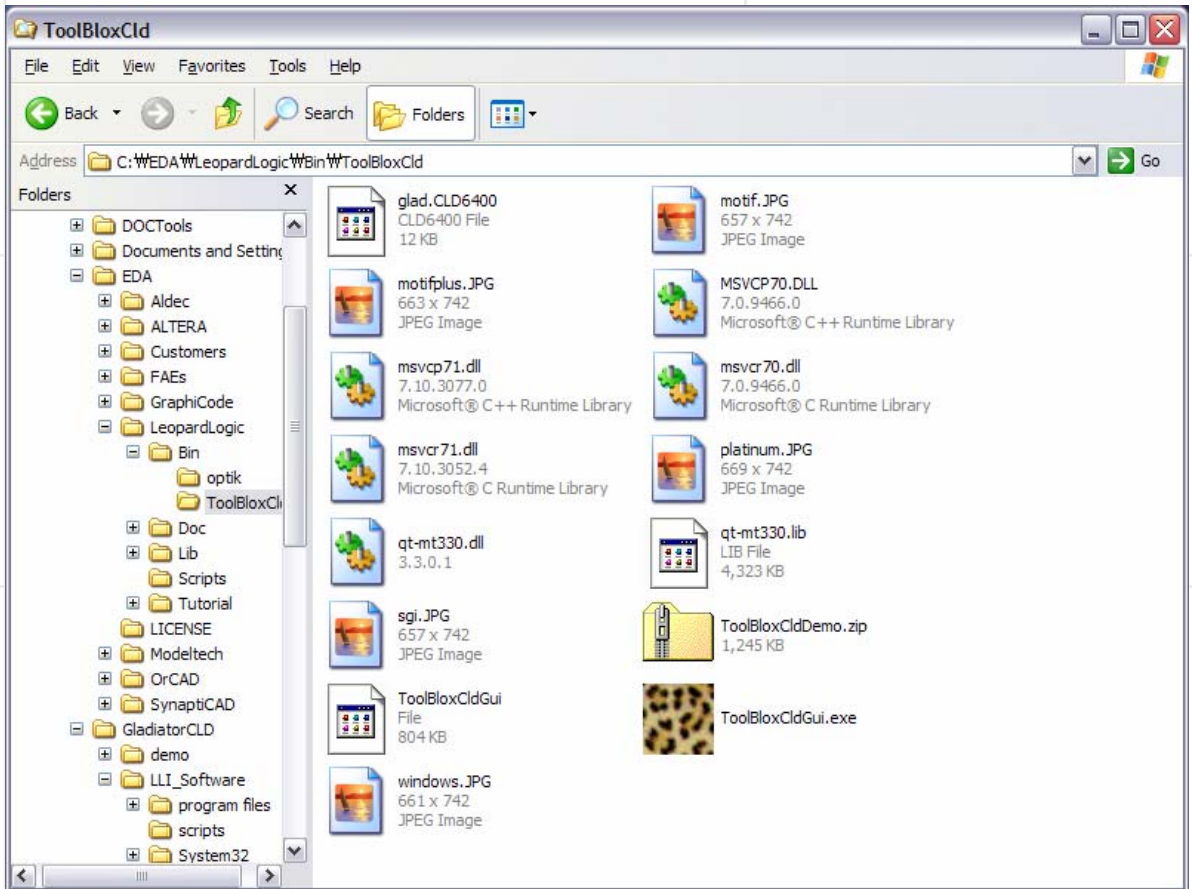 ToolBloxCld
File Edit View Favorites Tools Help
Back Search Folders
Address C:₩EDA₩LeopardLogic₩Bin₩ToolBloxCld Go
Folders X
DOCTools
Documents and Setting
EDA
Aldec
ALTERA
Customers
FAEs
GraphiCode
LeopardLogic
Bin
optik
ToolBloxCl
Doc
Lib
Scripts
Tutorial
LICENSE
Modeltech
OrCAD
SynaptiCAD
GladiatorCLD
demo
LLI_Software
program files
scripts
System32
glad.CLD6400
CLD6400 File
12 KB
motif.JPG
657 x 742
JPEG Image
motifplus.JPG
663 x 742
JPEG Image
MSVCP70.DLL
7.0.9466.0
Microsoft® C++ Runtime Library
msvcp71.dll
7.10.3077.0
Microsoft® C++ Runtime Library
msvcr70.dll
7.0.9466.0
Microsoft® C Runtime Library
msvcr71.dll
7.10.3052.4
Microsoft® C Runtime Library
platinum.JPG
669 x 742
JPEG Image
qt-mt330.dll
3.3.0.1
qt-mt330.lib
LIB File
4,323 KB
sgi.JPG
657 x 742
JPEG Image
ToolBloxCldDemo.zip
1,245 KB
ToolBloxCldGui
File
804 KB
ToolBloxCldGui.exe
windows.JPG
661 x 742
JPEG Image